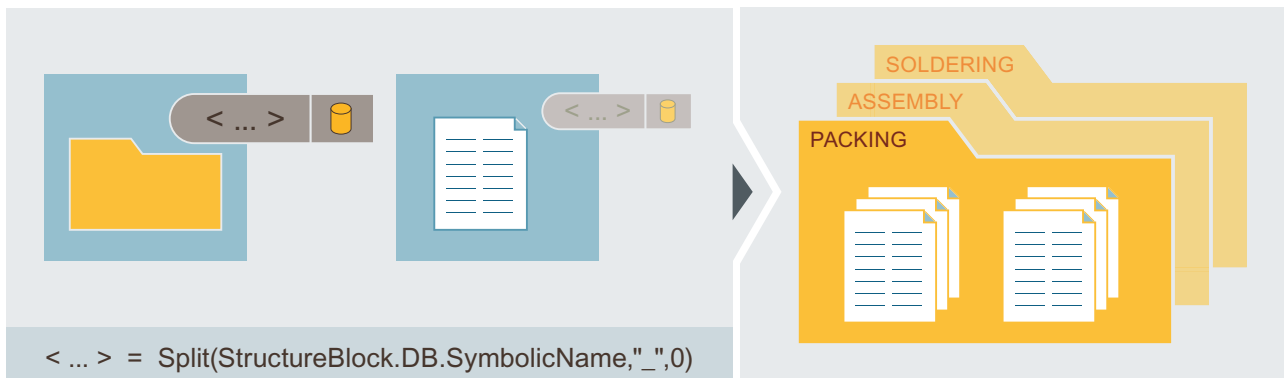 < ... >
< ... >
< ... > = Split(StructureBlock.DB.SymbolicName,"_",0)
SOLDERING
ASSEMBLY
PACKING